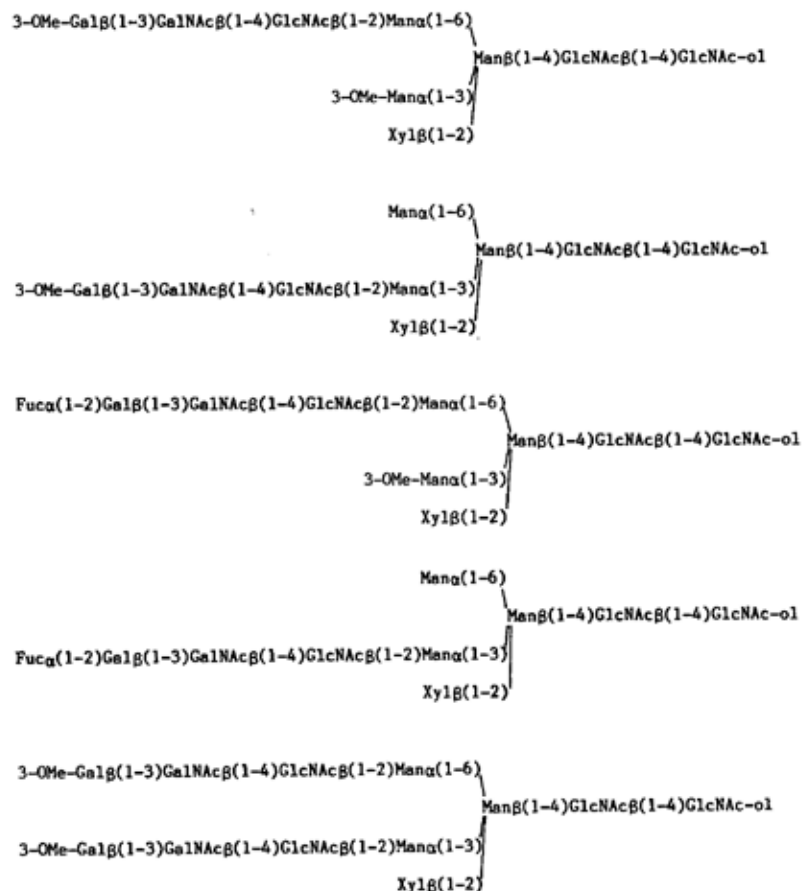 3-OMe-Galβ(1-3)GalNAcβ(1-4)GlcNAcβ(1-2)Manα(1-6)
Manβ(1-4)GlcNAcβ(1-4)GlcNAc-ol
3-OMe-Manα(1-3)
Xylβ(1-2)
Manα(1-6)
Manβ(1-4)GlcNAcβ(1-4)GlcNAc-ol
3-OMe-Galβ(1-3)GalNAcβ(1-4)GlcNAcβ(1-2)Manα(1-3)
Xylβ(1-2)
Fucα(1-2)Galβ(1-3)GalNAcβ(1-4)GlcNAcβ(1-2)Manα(1-6)
Manβ(1-4)GlcNAcβ(1-4)GlcNAc-ol
3-OMe-Manα(1-3)
Xylβ(1-2)
Manα(1-6)
Manβ(1-4)GlcNAcβ(1-4)GlcNAc-ol
Fucα(1-2)Galβ(1-3)GalNAcβ(1-4)GlcNAcβ(1-2)Manα(1-3)
Xylβ(1-2)
3-OMe-Galβ(1-3)GalNAcβ(1-4)GlcNAcβ(1-2)Manα(1-6)
Manβ(1-4)GlcNAcβ(1-4)GlcNAc-ol
3-OMe-Galβ(1-3)GalNAcβ(1-4)GlcNAcβ(1-2)Manα(1-3)
Xylβ(1-2)